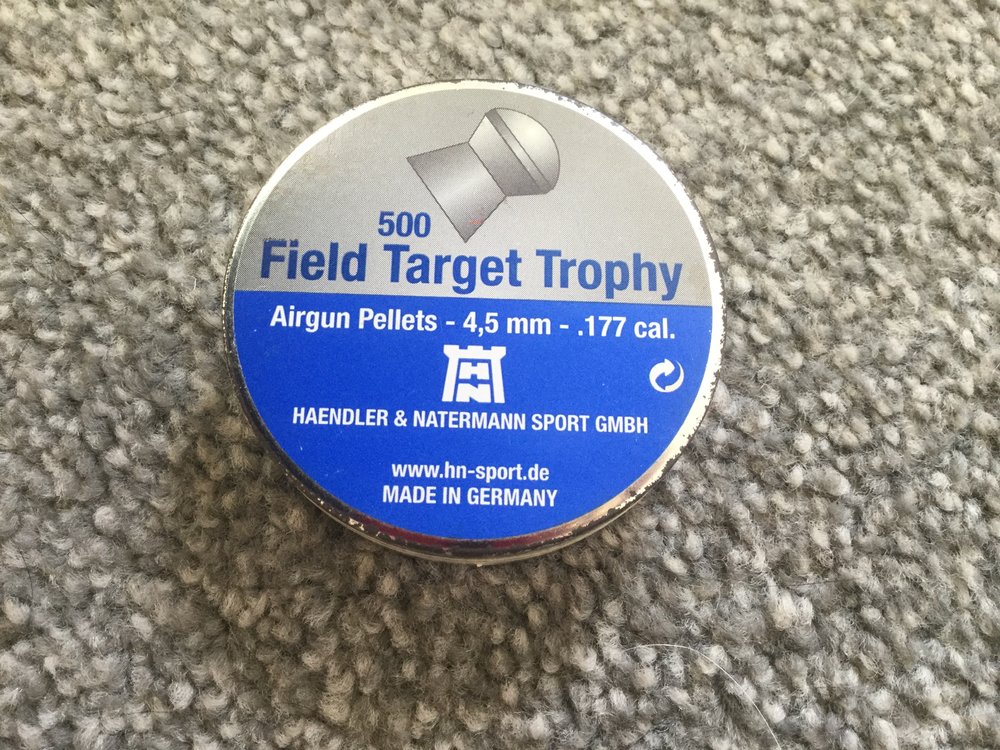 500
Field Target Trophy
Airgun Pellets - 4,5 mm - .177 cal.
HN
HAENDLER & NATERMANN SPORT GMBH
www.hn-sport.de
MADE IN GERMANY